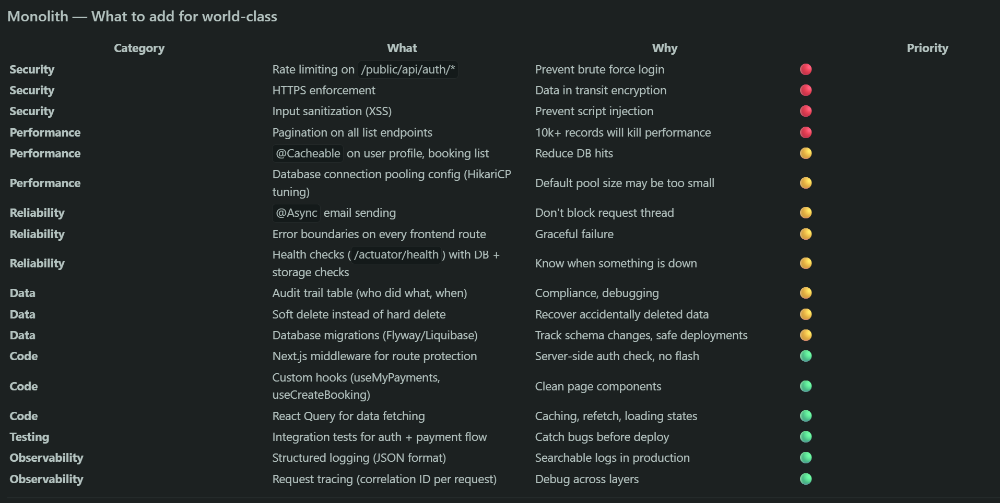 Monolith — What to add for world-class
Category What Why Priority
Security Rate limiting on /public/api/auth/* Prevent brute force login
Security HTTPS enforcement Data in transit encryption
Security Input sanitization (XSS) Prevent script injection
Performance Pagination on all list endpoints 10k+ records will kill performance
Performance @Cacheable on user profile, booking list Reduce DB hits
Performance Database connection pooling config (HikariCP
tuning) Default pool size may be too small
Reliability @Async email sending Don't block request thread
Reliability Error boundaries on every frontend route Graceful failure
Reliability Health checks (/actuator/health) with DB +
storage checks Know when something is down
Data Audit trail table (who did what, when) Compliance, debugging
Data Soft delete instead of hard delete Recover accidentally deleted data
Data Database migrations (Flyway/Liquibase) Track schema changes, safe deployments
Code Next.js middleware for route protection Server-side auth check, no flash
Code Custom hooks (useMyPayments,
useCreateBooking) Clean page components
Code React Query for data fetching Caching, refetch, loading states
Testing Integration tests for auth + payment flow Catch bugs before deploy
Observability Structured logging (JSON format) Searchable logs in production
Observability Request tracing (correlation ID per request) Debug across layers